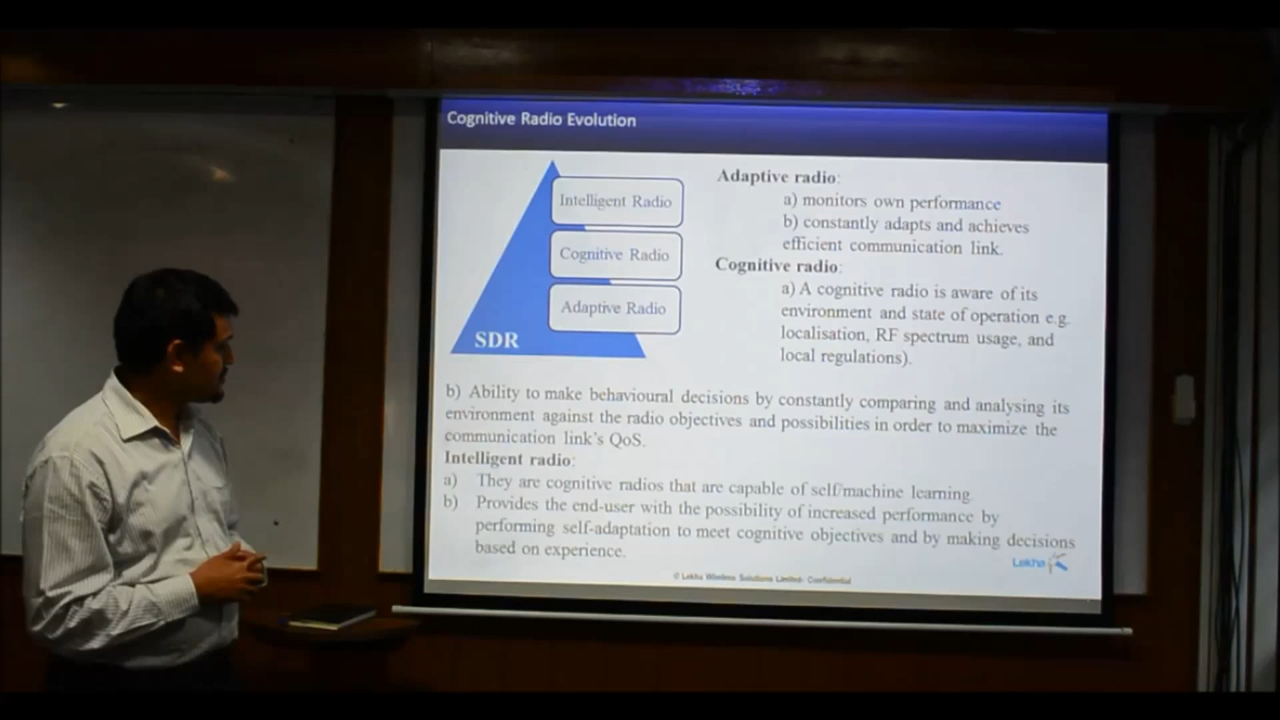 Cognitive Radio Evolution
Intelligent Radio
Cognitive Radio
Adaptive Radio
SDR
Adaptive radio:
a) monitors own performance
b) constantly adapts and achieves
efficient communication link.
Cognitive radio:
a) A cognitive radio is aware of its
environment and state of operation e.g.
localisation, RF spectrum usage, and
local regulations).
b) Ability to make behavioural decisions by constantly comparing and analysing its
environment against the radio objectives and possibilities in order to maximize the
communication link's QoS.
Intelligent radio:
a) They are cognitive radios that are capable of self/machine learning.
b) Provides the end-user with the possibility of increased performance by
performing self-adaptation to meet cognitive objectives and by making decisions
based on experience.
Lekha
© Lekha Wireless Solutions Limited- Confidential